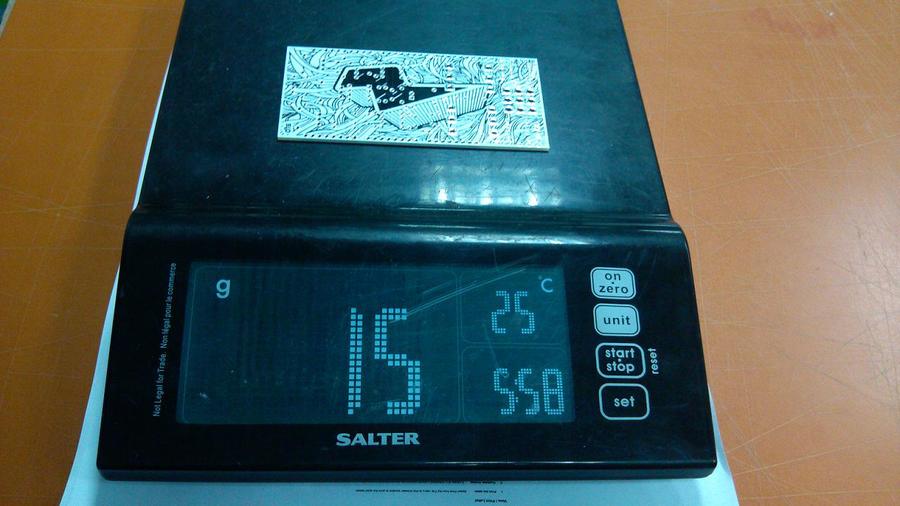 g
15
25
°C
558
on
zero
unit
start
stop
reset
set
SALTER
Not Legal for Trade. Non légal pour le commerce